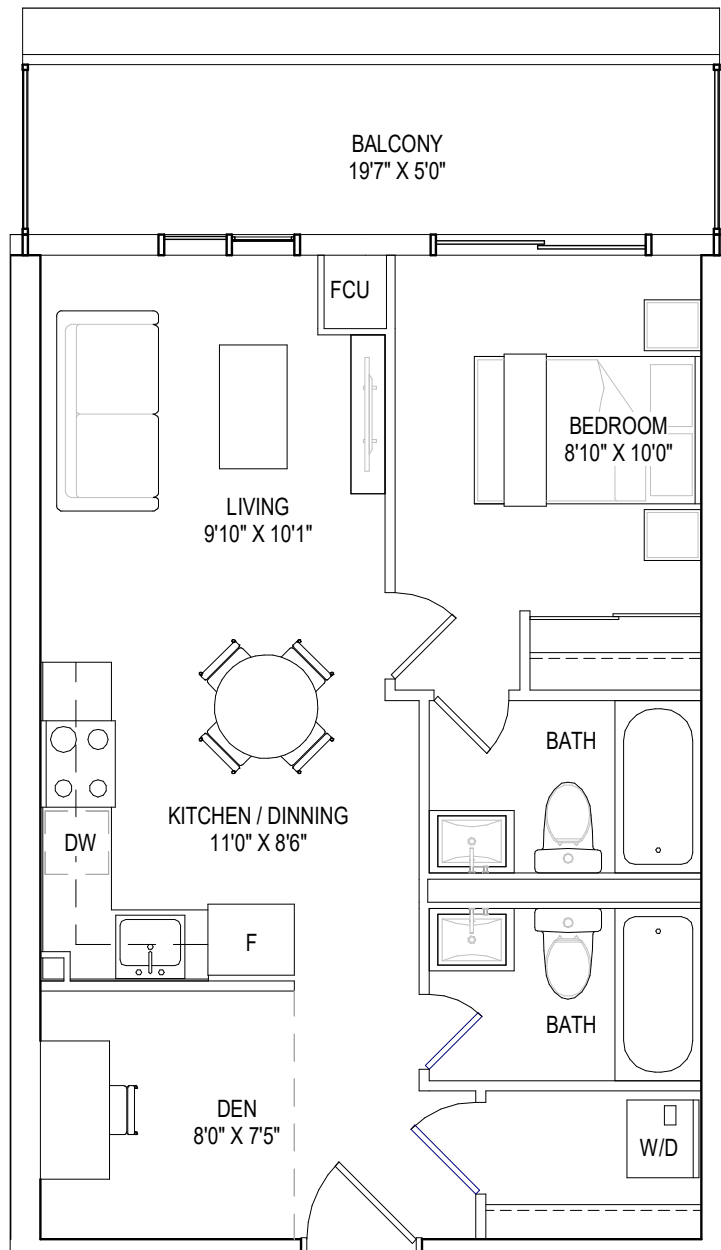 BALCONY
19'7" X 5'0"
FCU
BEDROOM
8'10" X 10'0"
LIVING
9'10" X 10'1"
BATH
KITCHEN / DINNING
11'0" X 8'6"
DW
F
BATH
DEN
8'0" X 7'5"
W/D